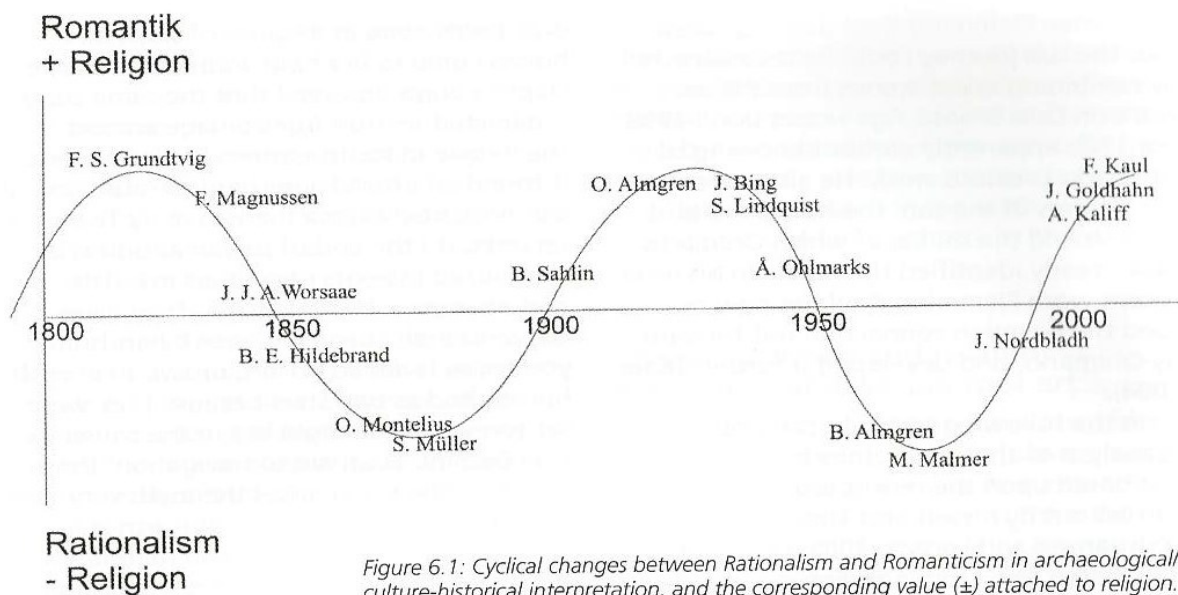 Romantik
+ Religion
F. S. Grundtvig
F. Magnussen
J. J. A. Worsaae
1800
1850
B. E. Hildebrand
O. Montelius
S. Müller
B. Sahlin
1900
O. Almgren
J. Bing
S. Lindquist
Å. Ohlmarks
1950
B. Almgren
M. Malmer
J. Nordbladh
2000
F. Kaul
J. Goldhahn
A. Kaliff
Rationalism
- Religion
Figure 6.1: Cyclical changes between Rationalism and Romanticism in archaeological/
culture-historical interpretation, and the corresponding value (±) attached to religion.